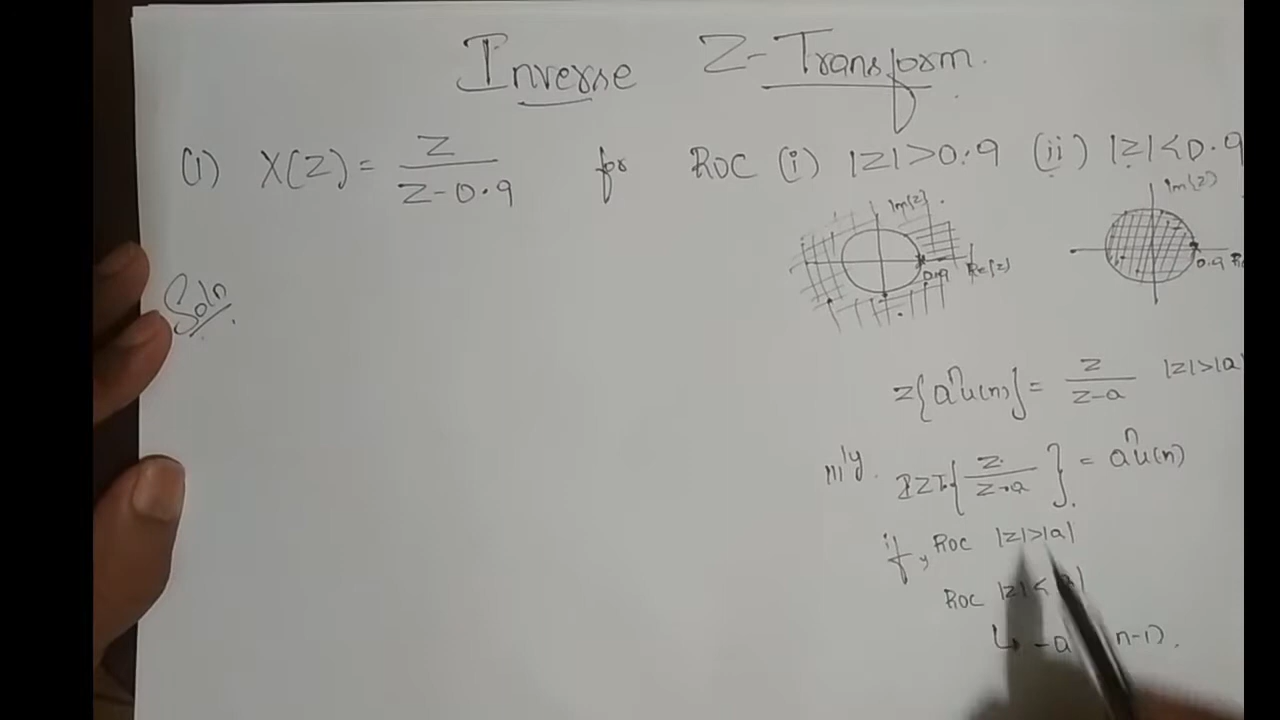 Inverse Z-Transform.
(1) X(Z) = Z / Z-0.9 for ROC (i) |Z|>0.9 (ii) |Z|<0.9
Im{Z}
Im{Z}
0.9 Re{Z}
0.9
Soln
Z{aⁿu(n)} = Z / Z-a |Z|>|a|
IZT{Z / Z-a} = aⁿu(n)
if, ROC |Z|>|a|
ROC |Z|<
↳ -a n-1).